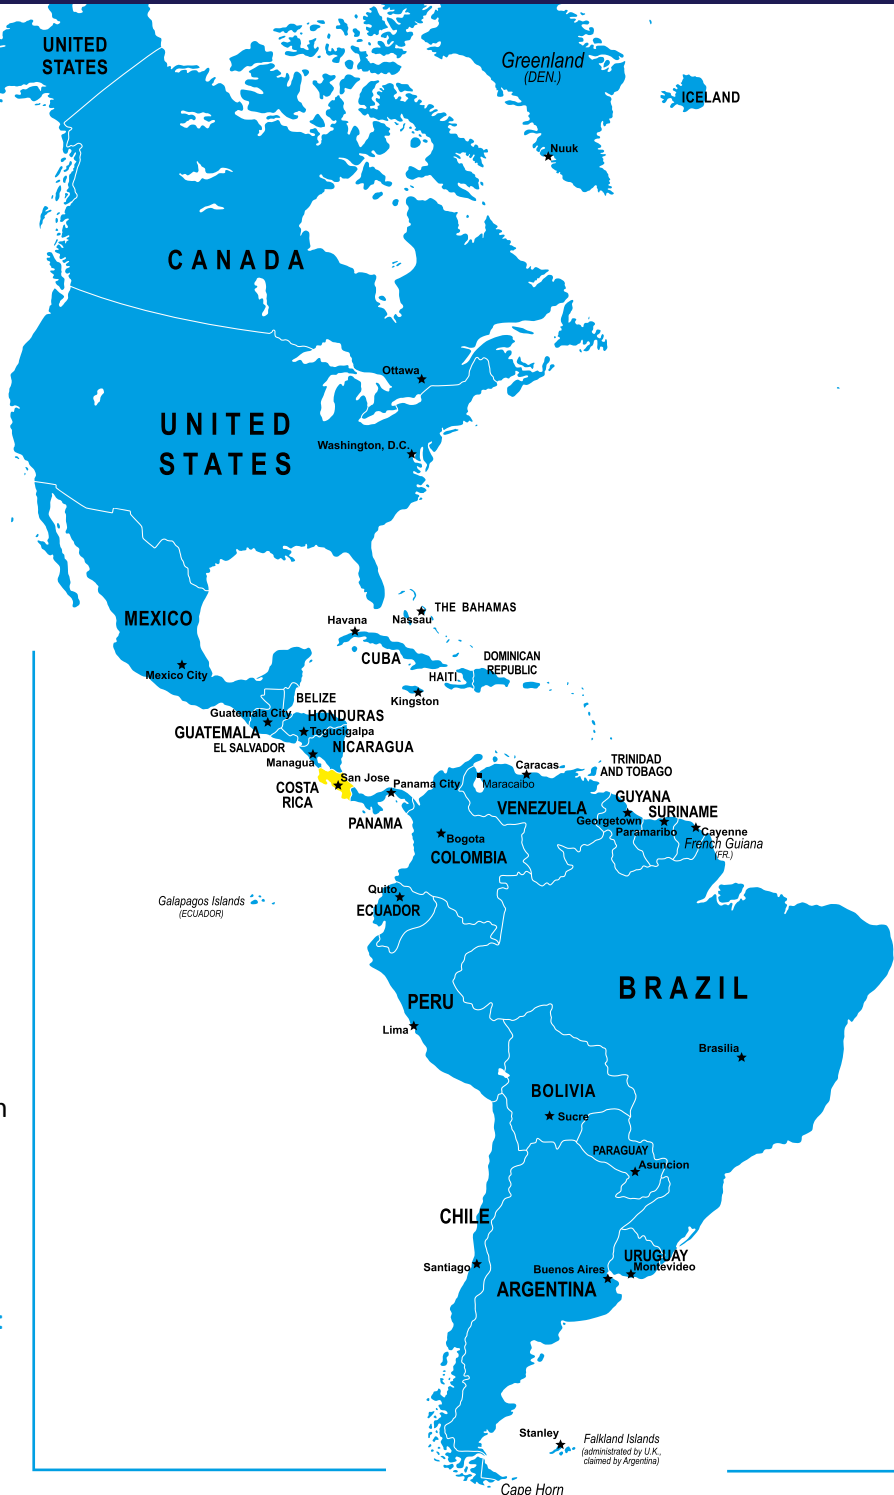 UNITED
STATES
Greenland
(DEN.)
ICELAND
Nuuk
CANADA
Ottawa
UNITED
STATES
Washington, D.C.
MEXICO
Mexico City
Havana
Nassau
THE BAHAMAS
CUBA
DOMINICAN
REPUBLIC
HAITI
Kingston
BELIZE
Guatemala City
HONDURAS
GUATEMALA
Tegucigalpa
EL SALVADOR
NICARAGUA
Managua
San Jose
COSTA
RICA
Panama City
PANAMA
Caracas
Maracaibo
TRINIDAD
AND TOBAGO
VENEZUELA
GUYANA
Georgetown
SURINAME
Paramaribo
Cayenne
French Guiana
(FR.)
Bogota
COLOMBIA
Quito
ECUADOR
Galapagos Islands
(ECUADOR)
PERU
Lima
BRAZIL
Brasilia
BOLIVIA
Sucre
n
PARAGUAY
Asuncion
CHILE
Santiago
URUGUAY
Montevideo
Buenos Aires
ARGENTINA
:
Stanley
Falkland Islands
(administrated by U.K.,
claimed by Argentina)
Cape Horn